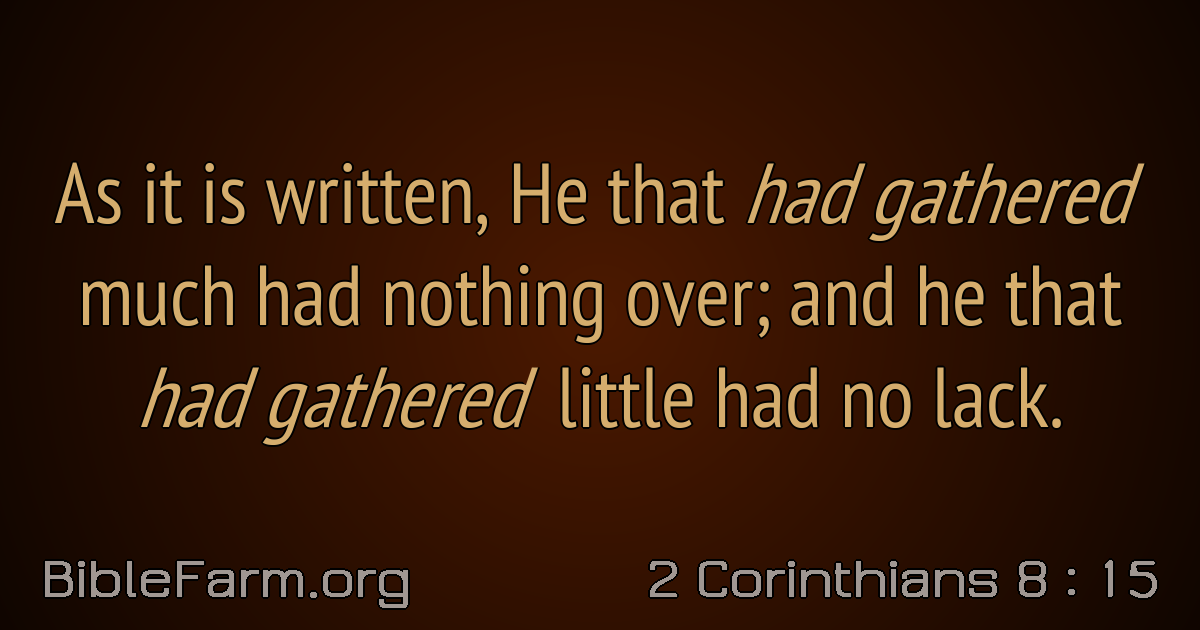 As it is written, He that had gathered
much had nothing over; and he that
had gathered little had no lack.
BibleFarm.org
2 Corinthians 8 : 15